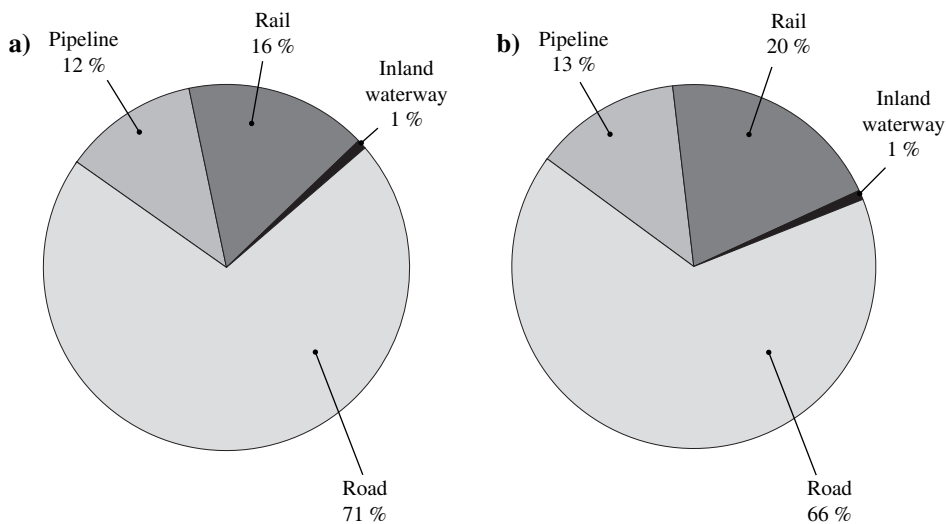 a)
Pipeline
12 %
Rail
16 %
Inland
waterway
1 %
Road
71 %
b)
Pipeline
13 %
Rail
20 %
Inland
waterway
1 %
Road
66 %